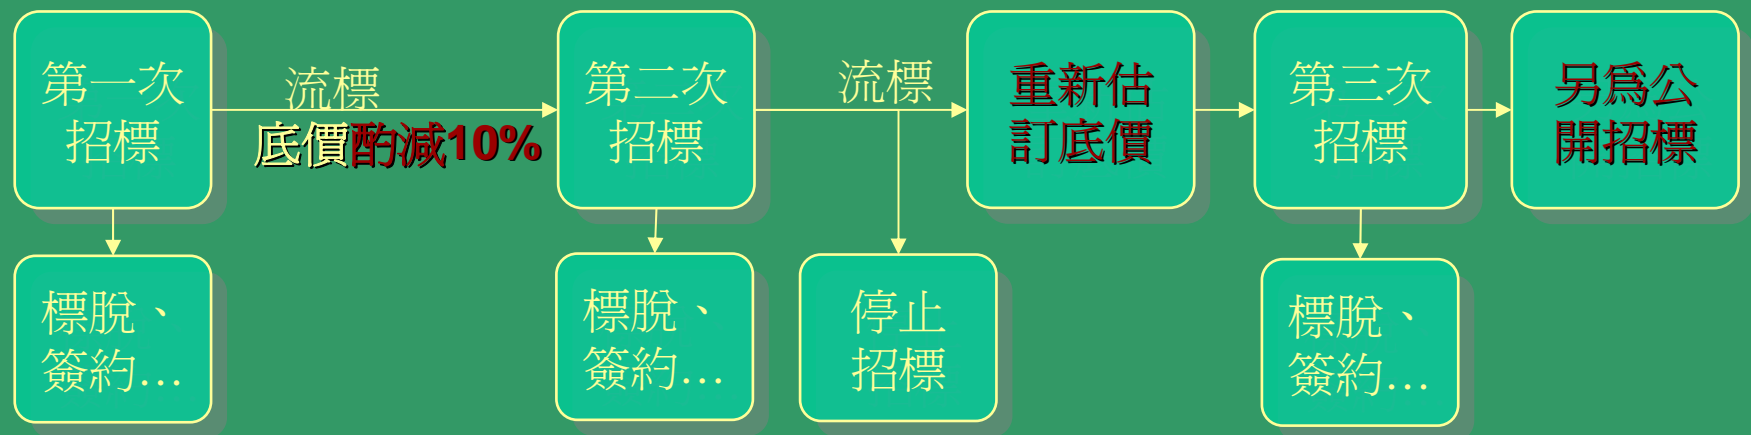 第一次
招標
流標
底價酌減10%
第二次
招標
流標
重新估
訂底價
第三次
招標
另為公
開招標
標脫、
簽約...
標脫、
簽約...
停止
招標
標脫、
簽約...